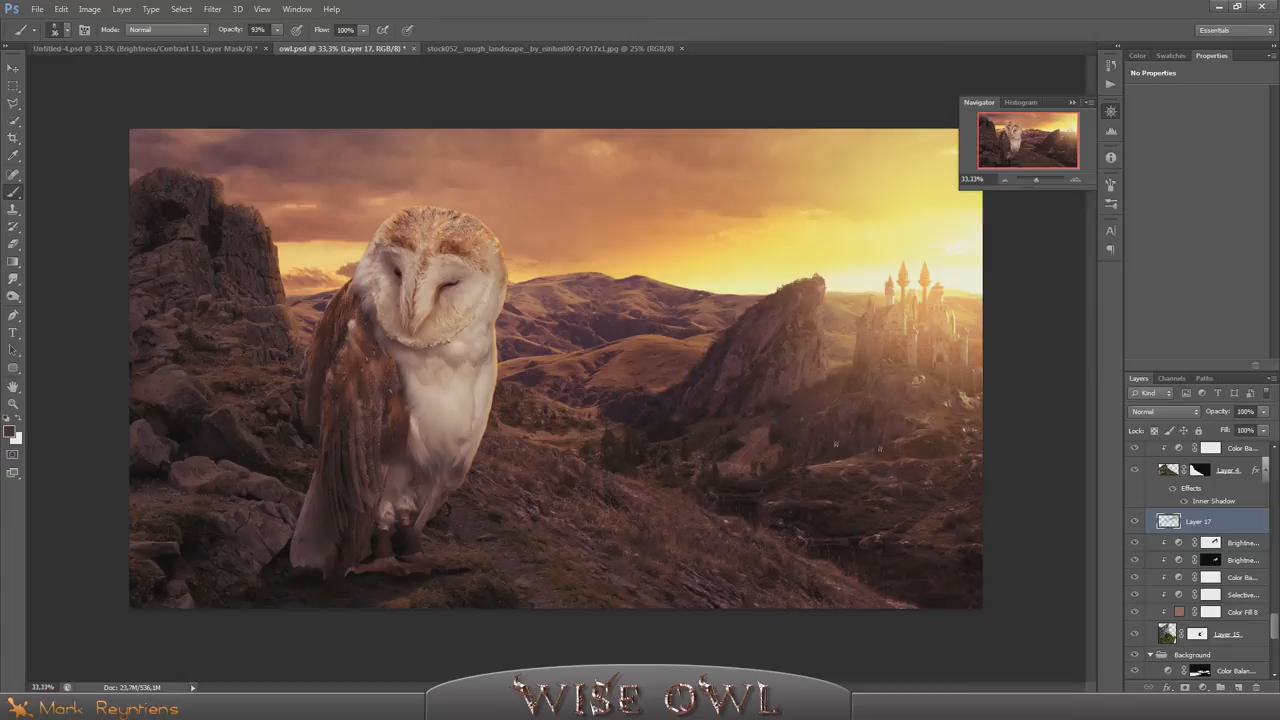 Ps File Edit Image Layer Type Select Filter 3D View Window Help
36 Mode: Normal Opacity: 93% Flow: 100% Essentials
Untitled-4.psd @ 33,3% (Brightness/Contrast 11, Layer Mask/8) * × owl.psd @ 33,3% (Layer 17, RGB/8) * × stock052__rough_landscape__by_einheit00-d7v17x1.jpg @ 25% (RGB/8) ×
Color Swatches Properties
No Properties
Navigator Histogram
33,33%
Layers Channels Paths
Kind
Normal Opacity: 100%
Lock: Fill: 100%
Color Ba...
Layer 4 fx
Effects
Inner Shadow
Layer 17
Brightne...
Brightne...
Color Ba...
Selective...
Color Fill 8
Layer 15
Background
Color Balan...
33,33% Doc: 23,7M/536,1M
Mark Reyntiens
WISE OWL